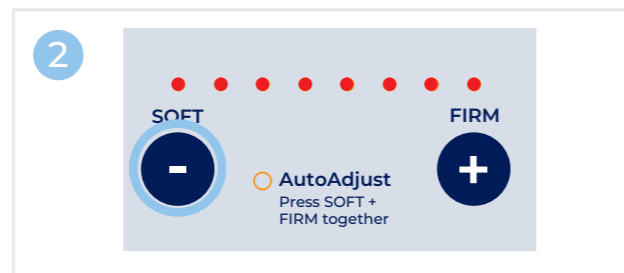 2
SOFT
FIRM
-
+
AutoAdjust
Press SOFT +
FIRM together